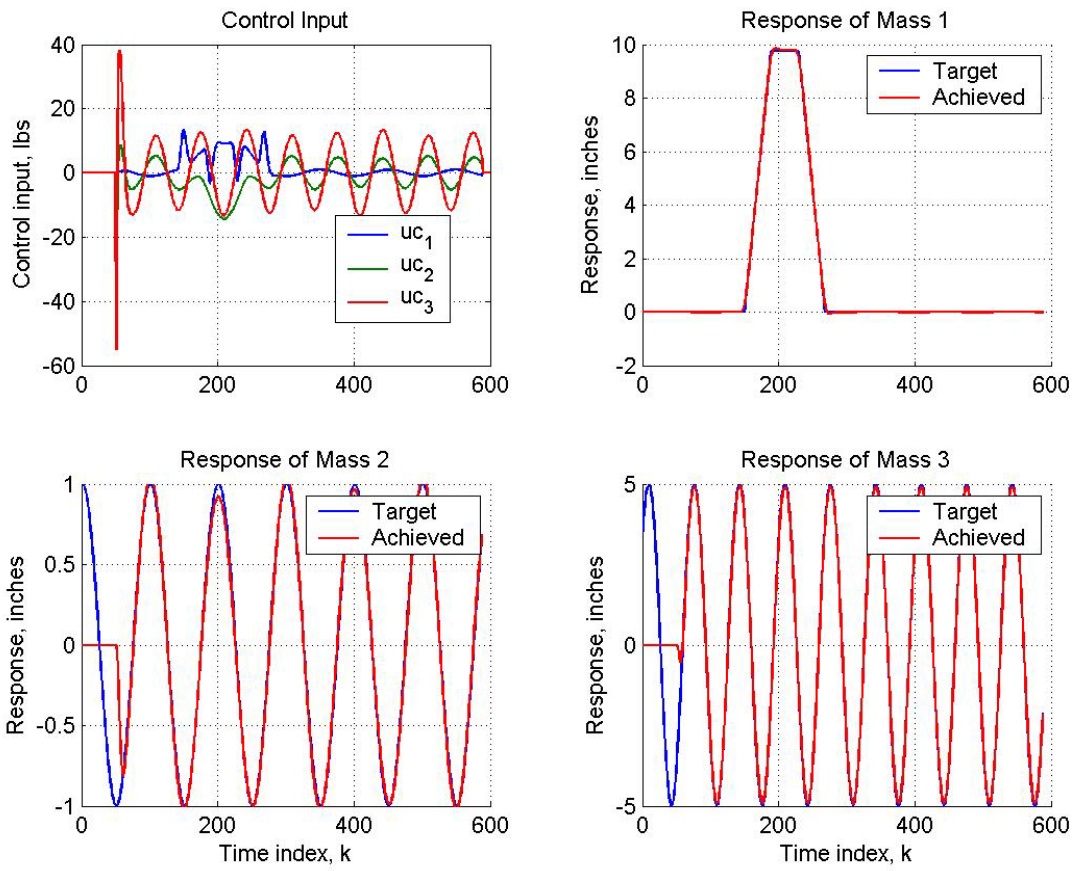 Control Input
Control input, lbs
40
20
0
-20
-40
-60
0
200
400
600
uc1
uc2
uc3
Response of Mass 1
Response, inches
10
8
6
4
2
0
-2
0
200
400
600
Target
Achieved
Response of Mass 2
Response, inches
1
0.5
0
-0.5
-1
0
200
400
600
Time index, k
Target
Achieved
Response of Mass 3
Response, inches
5
0
-5
0
200
400
600
Time index, k
Target
Achieved